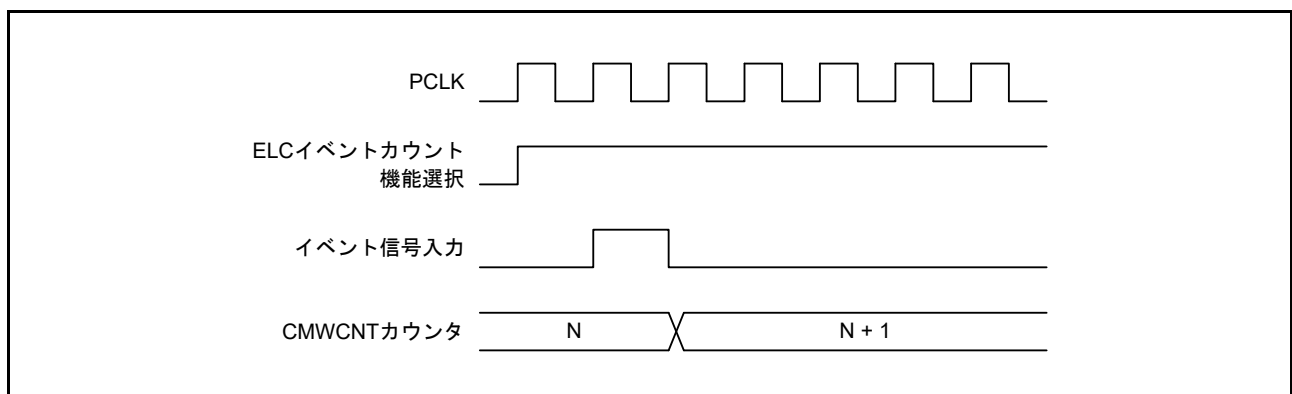 PCLK
ELCイベントカウント
機能選択
イベント信号入力
CMWCNTカウンタ
N
N + 1